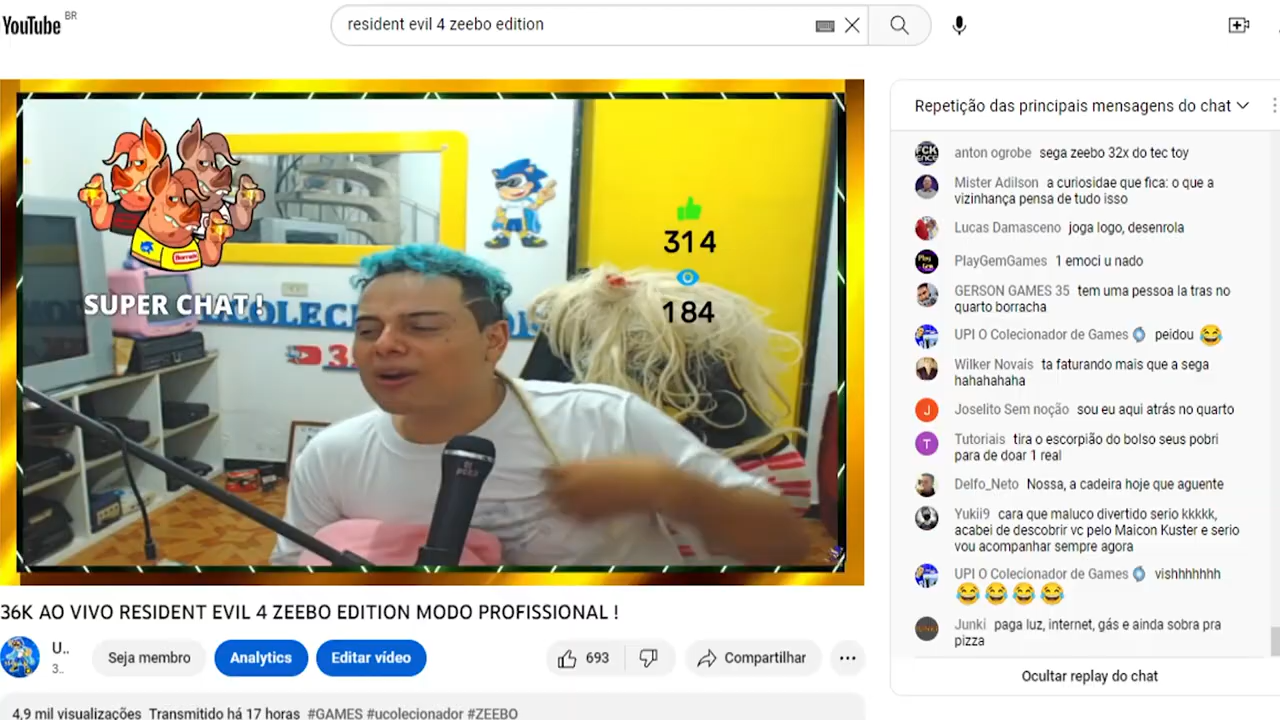 YouTube BR
resident evil 4 zeebo edition
SUPER CHAT !
314
184
36K AO VIVO RESIDENT EVIL 4 ZEEBO EDITION MODO PROFISSIONAL !
U..
3..
Seja membro
Analytics
Editar vídeo
693
Compartilhar
4,9 mil visualizações Transmitido há 17 horas #GAMES #ucolecionador #ZEEBO
Repetição das principais mensagens do chat
anton ogrobe sega zeebo 32x do tec toy
Mister Adilson a curiosidae que fica: o que a
vizinhança pensa de tudo isso
Lucas Damasceno joga logo, desenrola
PlayGemGames 1 emoci u nado
GERSON GAMES 35 tem uma pessoa la tras no
quarto borracha
UPI O Colecionador de Games peidou 😂
Wilker Novais ta faturando mais que a sega
hahahahaha
Joselito Sem noção sou eu aqui atrás no quarto
Tutoriais tira o escorpião do bolso seus pobri
para de doar 1 real
Delfo_Neto Nossa, a cadeira hoje que aguente
Yukii9 cara que maluco divertido serio kkkkk,
acabei de descobrir vc pelo Maicon Kuster e serio
vou acompanhar sempre agora
UPI O Colecionador de Games vishhhhhhh
😂😂😂😂
Junki paga luz, internet, gás e ainda sobra pra
pizza
Ocultar replay do chat